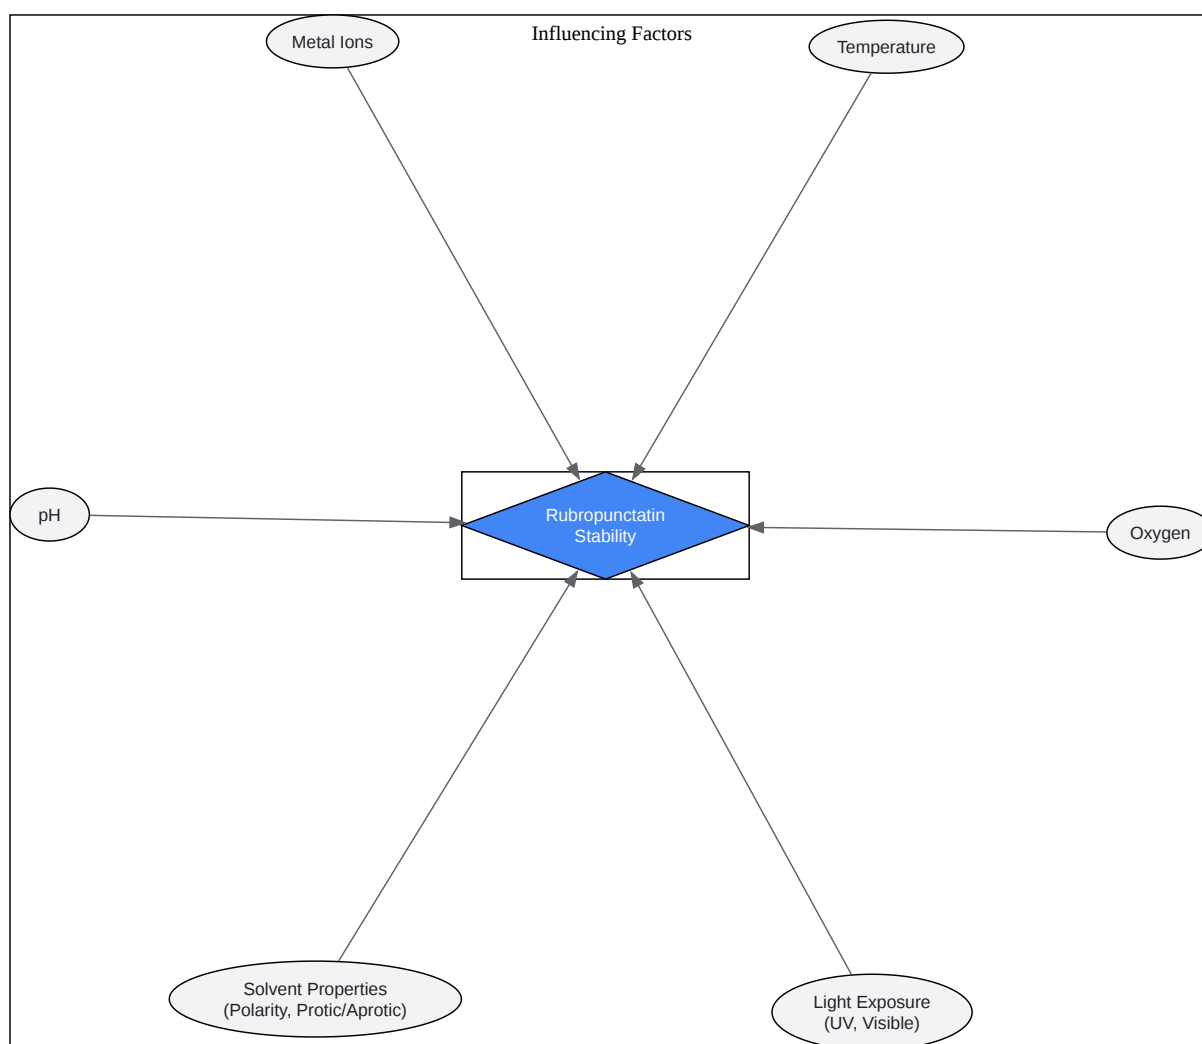 Influencing Factors
Metal Ions
Temperature
pH
Rubropunctatin
Stability
Oxygen
Solvent Properties
(Polarity, Protic/Aprotic)
Light Exposure
(UV, Visible)